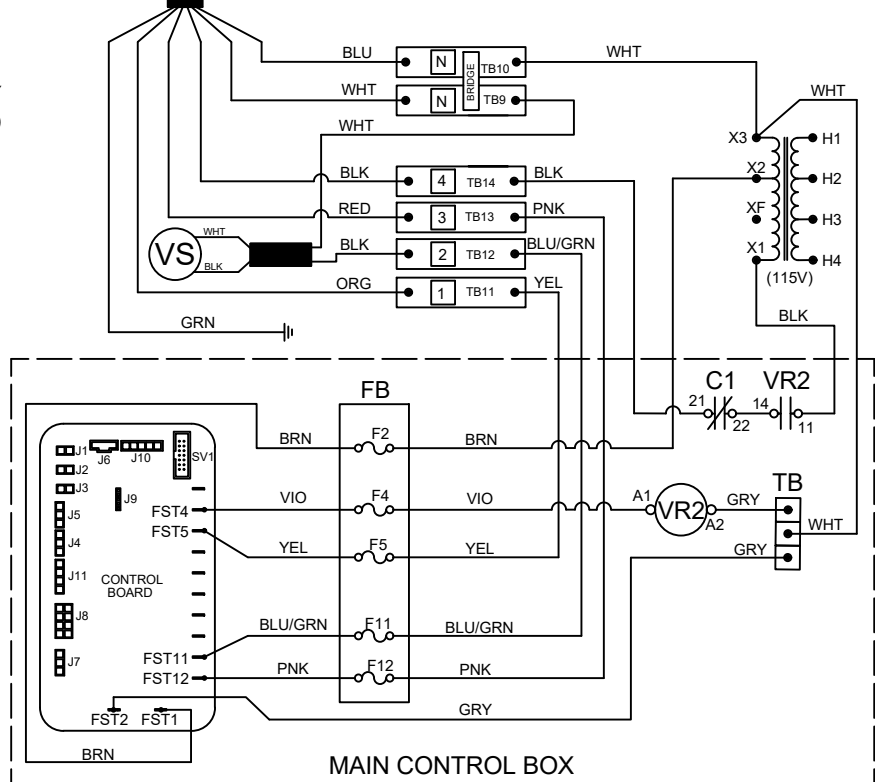 BLU
N
BRIDGE
TB10
WHT
WHT
N
TB9
WHT
WHT
X3
H1
X2
H2
XF
H3
X1
H4
(115V)
BLK
4
TB14
BLK
RED
3
TB13
PNK
WHT
VS
BLK
BLK
2
TB12
BLU/GRN
ORG
1
TB11
YEL
GRN
BLK
FB
C1
VR2
21
22
14
11
J1
J2
J3
J6
J10
SV1
J9
J5
J4
J11
J8
J7
CONTROL
BOARD
FST4
FST5
FST11
FST12
FST2
FST1
BRN
F2
BRN
VIO
F4
VIO
A1
VR2
A2
GRY
TB
WHT
GRY
YEL
F5
YEL
BLU/GRN
F11
BLU/GRN
PNK
F12
PNK
GRY
BRN
MAIN CONTROL BOX